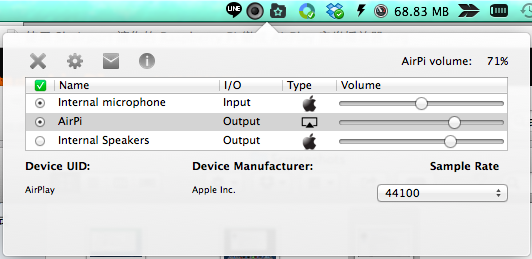 LINE 68.83 MB
AirPi volume: 71%
Name I/O Type Volume
Internal microphone Input
AirPi Output
Internal Speakers Output
Device UID: Device Manufacturer: Sample Rate
AirPlay Apple Inc. 44100